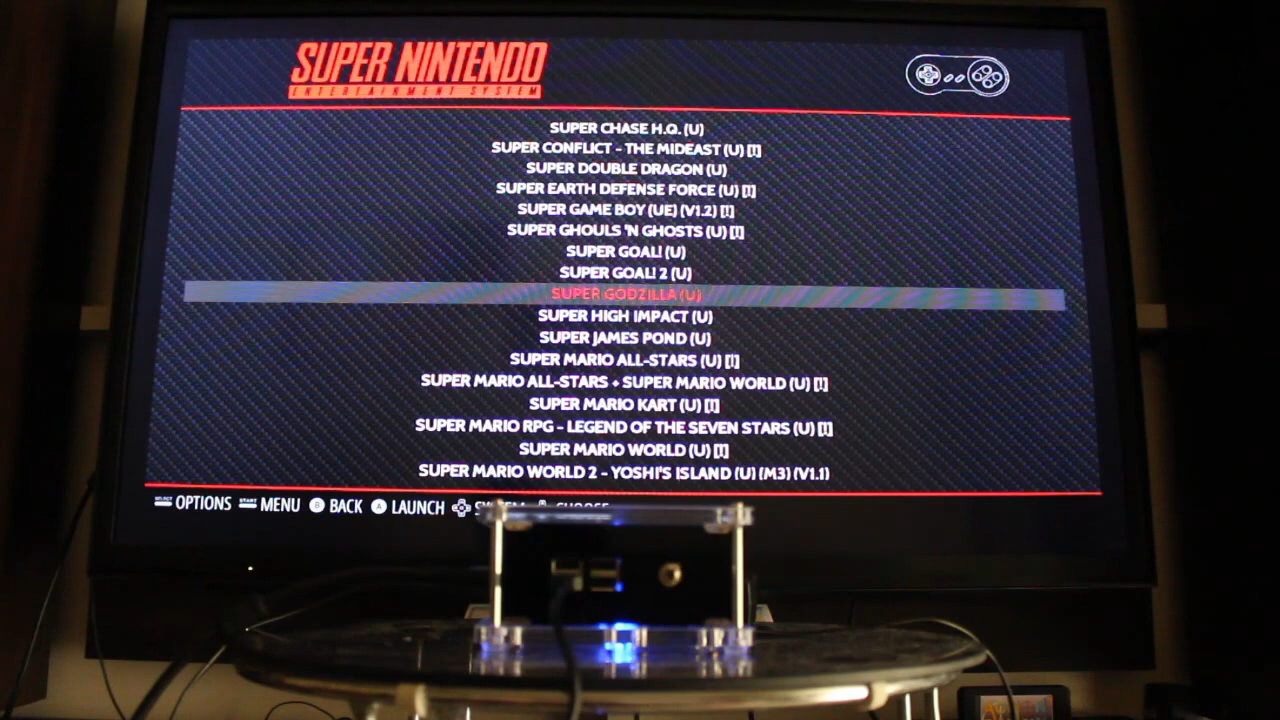 SUPER NINTENDO
ENTERTAINMENT SYSTEM
SUPER CHASE H.Q. (U)
SUPER CONFLICT - THE MIDEAST (U) [!]
SUPER DOUBLE DRAGON (U)
SUPER EARTH DEFENSE FORCE (U) [!]
SUPER GAME BOY (UE) (V1.2) [!]
SUPER GHOULS 'N GHOSTS (U) [!]
SUPER GOAL! (U)
SUPER GOAL! 2 (U)
SUPER GODZILLA (U)
SUPER HIGH IMPACT (U)
SUPER JAMES POND (U)
SUPER MARIO ALL-STARS (U) [!]
SUPER MARIO ALL-STARS + SUPER MARIO WORLD (U) [!]
SUPER MARIO KART (U) [!]
SUPER MARIO RPG - LEGEND OF THE SEVEN STARS (U) [!]
SUPER MARIO WORLD (U) [!]
SUPER MARIO WORLD 2 - YOSHI'S ISLAND (U) (M3) (V1.1)
SELECT OPTIONS START MENU B BACK A LAUNCH SYSTEM CHOOSE